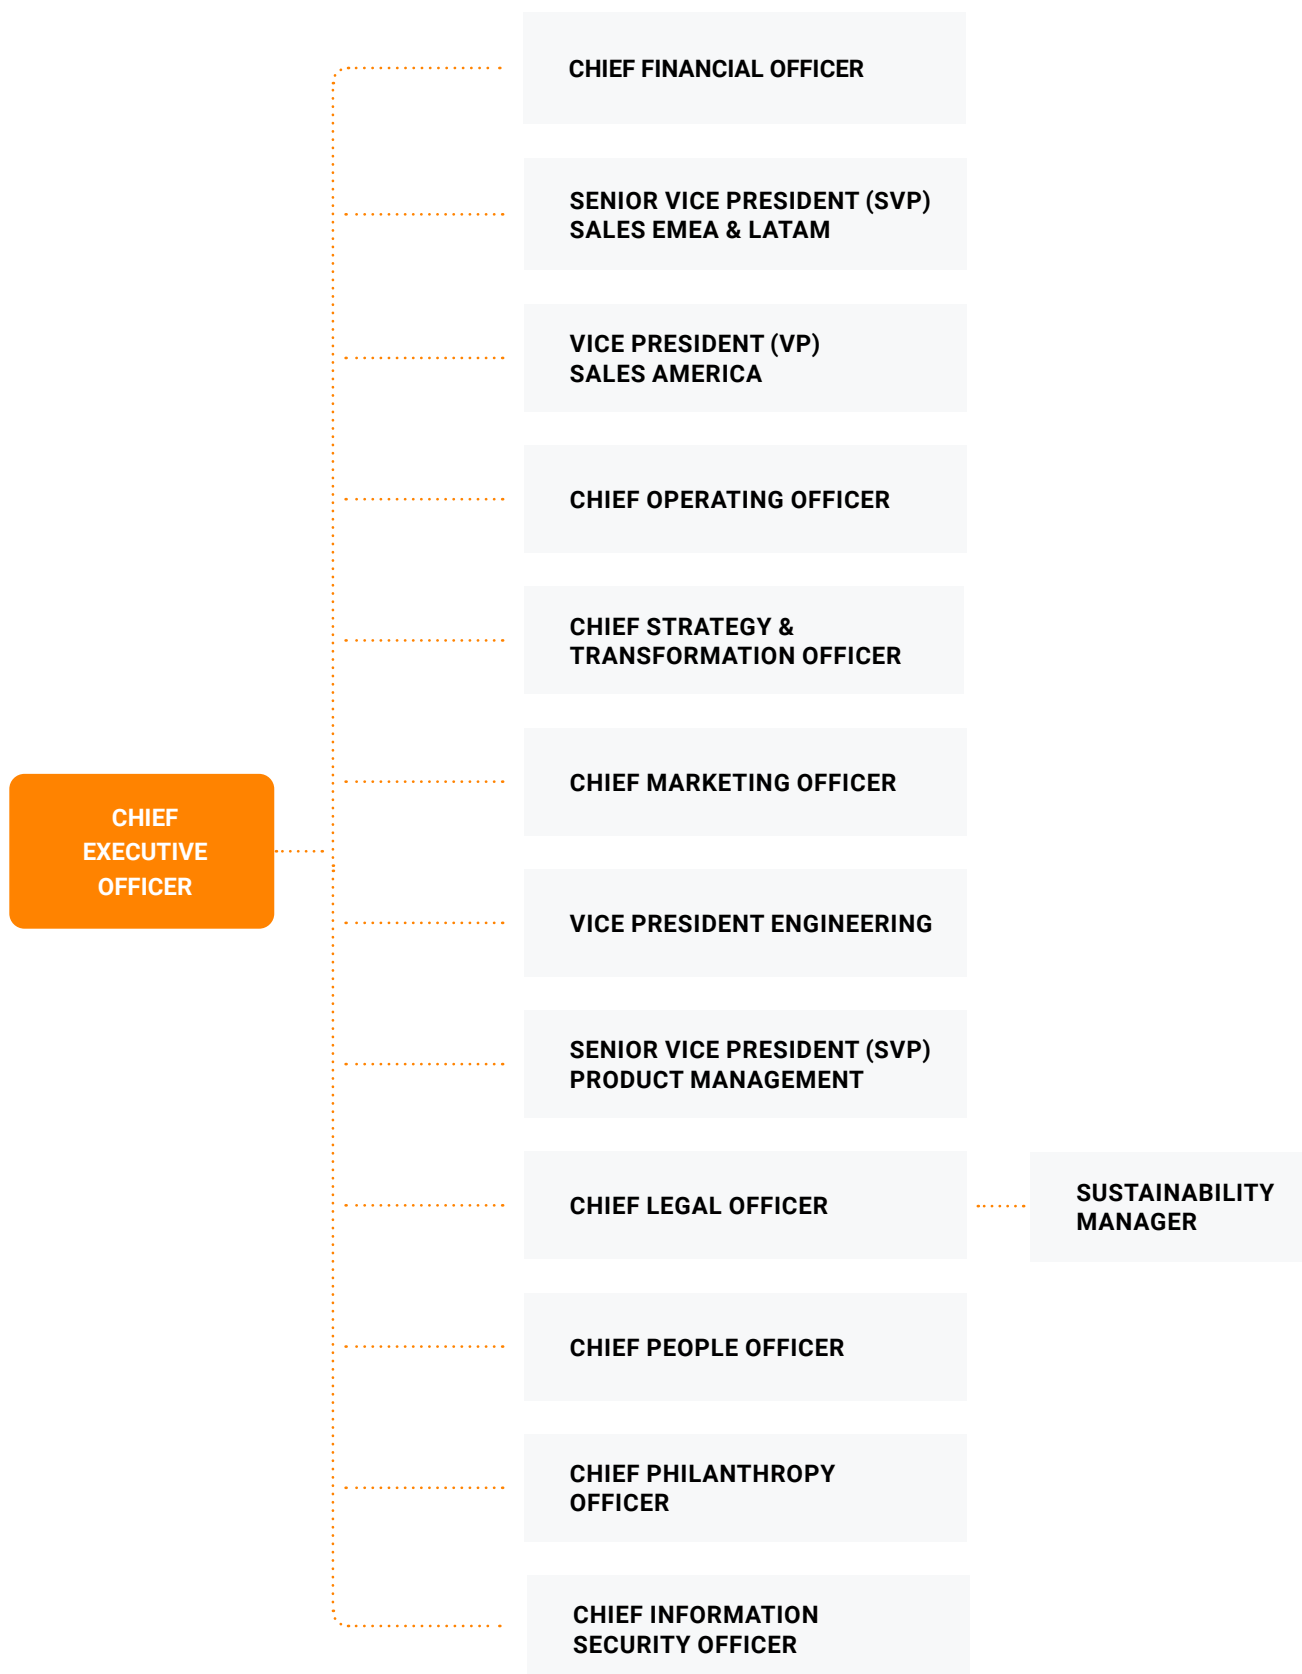 CHIEF FINANCIAL OFFICER
SENIOR VICE PRESIDENT (SVP)
SALES EMEA & LATAM
VICE PRESIDENT (VP)
SALES AMERICA
CHIEF OPERATING OFFICER
CHIEF STRATEGY &
TRANSFORMATION OFFICER
CHIEF MARKETING OFFICER
CHIEF
EXECUTIVE
OFFICER
VICE PRESIDENT ENGINEERING
SENIOR VICE PRESIDENT (SVP)
PRODUCT MANAGEMENT
CHIEF LEGAL OFFICER
SUSTAINABILITY
MANAGER
CHIEF PEOPLE OFFICER
CHIEF PHILANTHROPY
OFFICER
CHIEF INFORMATION
SECURITY OFFICER